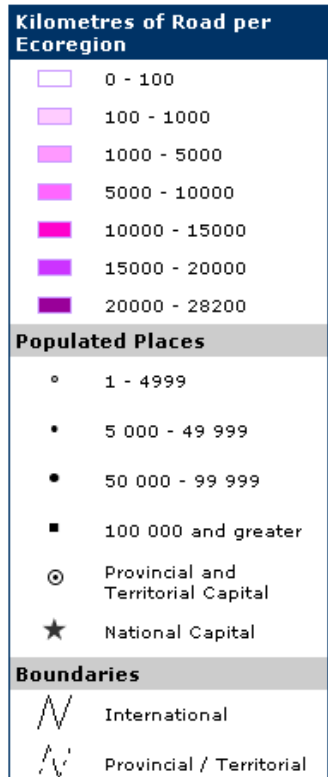 Kilometres of Road per
Ecoregion
0 - 100
100 - 1000
1000 - 5000
5000 - 10000
10000 - 15000
15000 - 20000
20000 - 28200
Populated Places
1 - 4999
5 000 - 49 999
50 000 - 99 999
100 000 and greater
Provincial and
Territorial Capital
National Capital
Boundaries
International
Provincial / Territorial